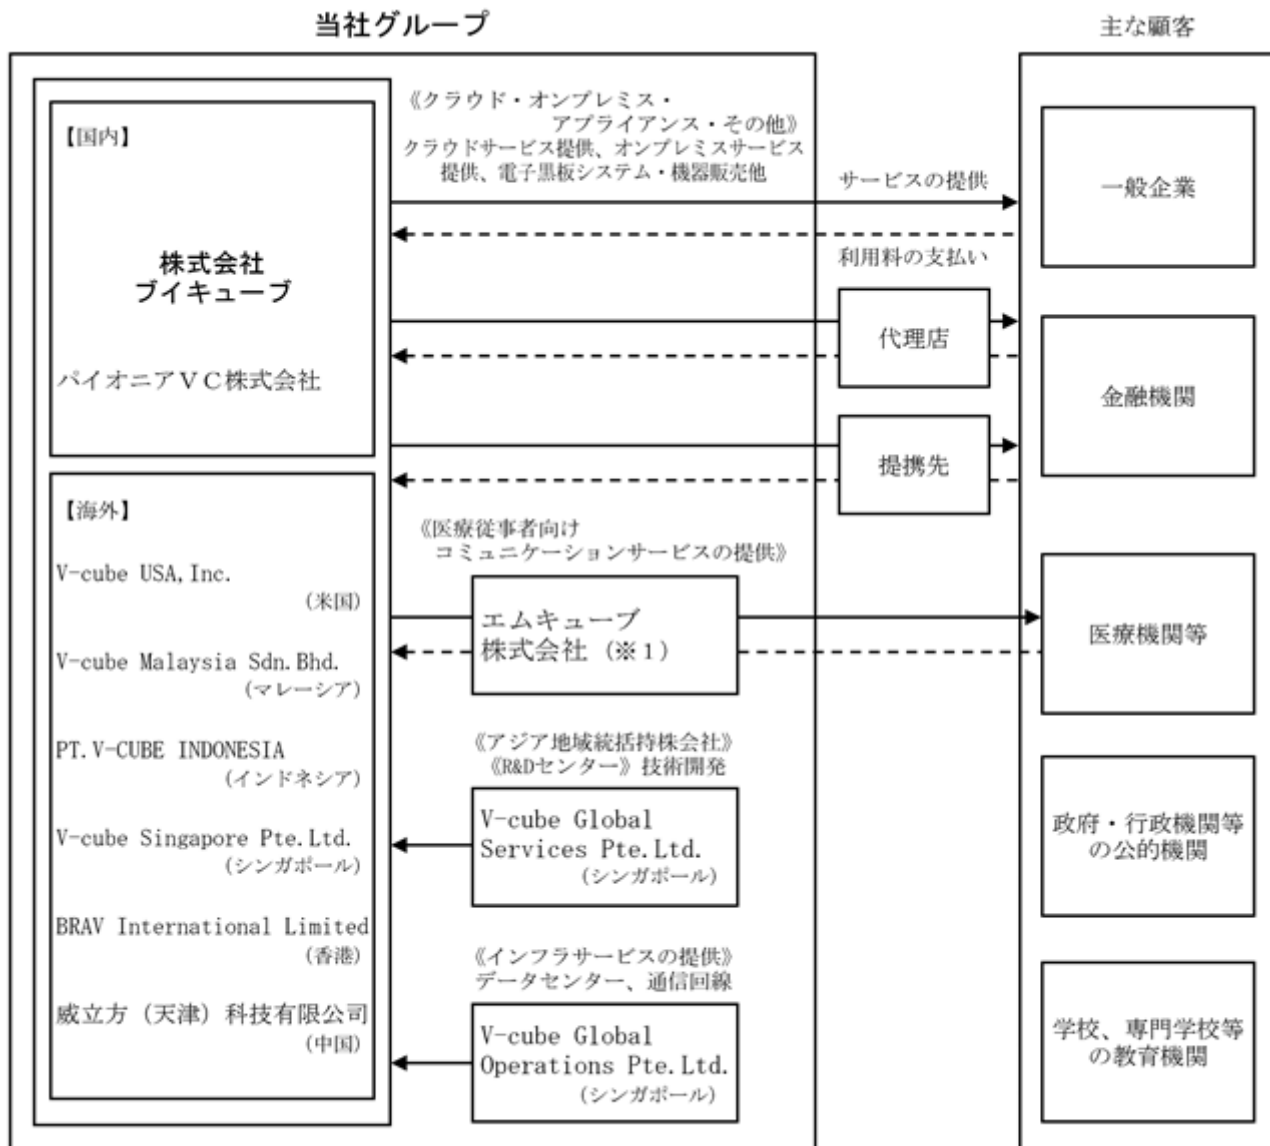 当社グループ
主な顧客
【国内】
株式会社
ブイキューブ
パイオニアＶＣ株式会社
【海外】
V-cube USA,Inc.
(米国)
V-cube Malaysia Sdn.Bhd.
(マレーシア)
PT.V-CUBE INDONESIA
(インドネシア)
V-cube Singapore Pte.Ltd.
(シンガポール)
BRAV International Limited
(香港)
威立方（天津）科技有限公司
(中国)
《クラウド・オンプレミス・
アプライアンス・その他》
クラウドサービス提供、オンプレミスサービス
提供、電子黒板システム・機器販売他
サービスの提供
利用料の支払い
代理店
提携先
《医療従事者向け
コミュニケーションサービスの提供》
エムキューブ
株式会社（※１）
《アジア地域統括持株会社》
《R&Dセンター》技術開発
V-cube Global
Services Pte.Ltd.
(シンガポール)
《インフラサービスの提供》
データセンター、通信回線
V-cube Global
Operations Pte.Ltd.
(シンガポール)
一般企業
金融機関
医療機関等
政府・行政機関等
の公的機関
学校、専門学校等
の教育機関